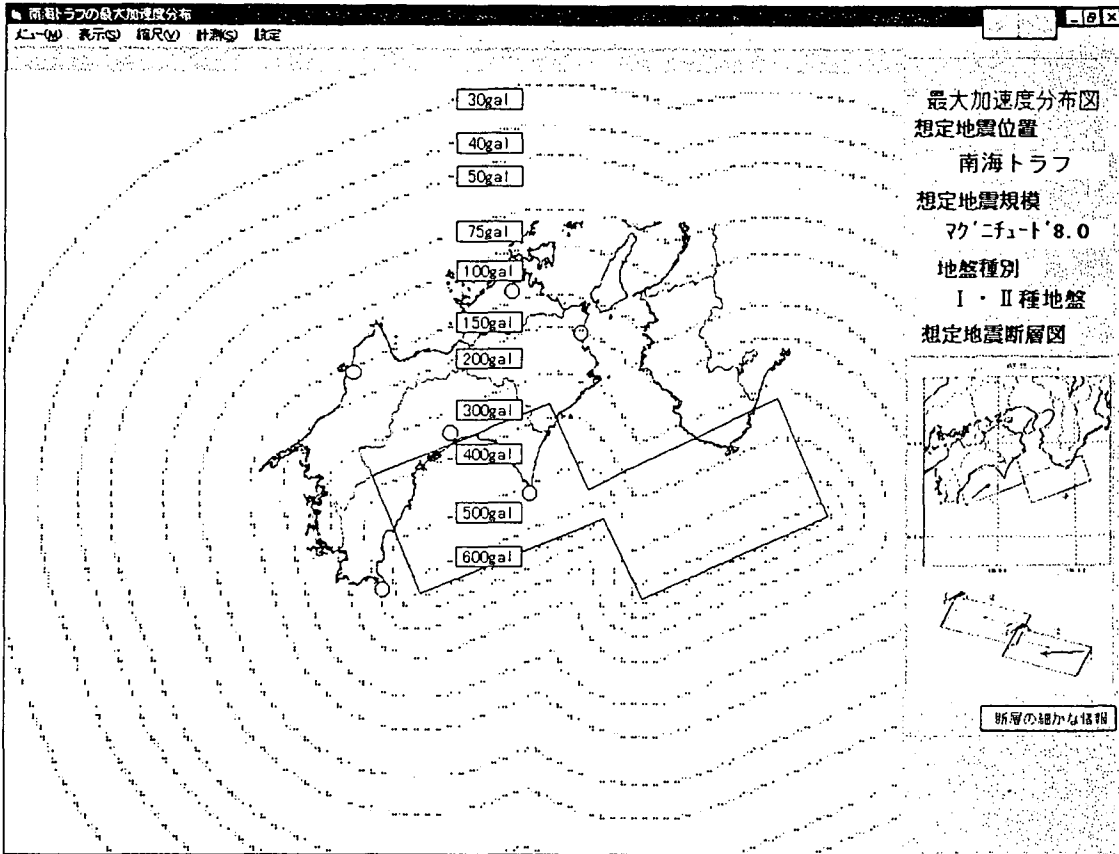 南海トラフの最大加速度分布
メニュー(M) 表示(S) 縮尺(V) 計測(S) 設定
30gal
40gal
50gal
75gal
100gal
150gal
200gal
300gal
400gal
500gal
600gal
最大加速度分布図
想定地震位置
南海トラフ
想定地震規模
マグニチュード8.0
地盤種別
I・II種地盤
想定地震断層図
断層の細かな情報